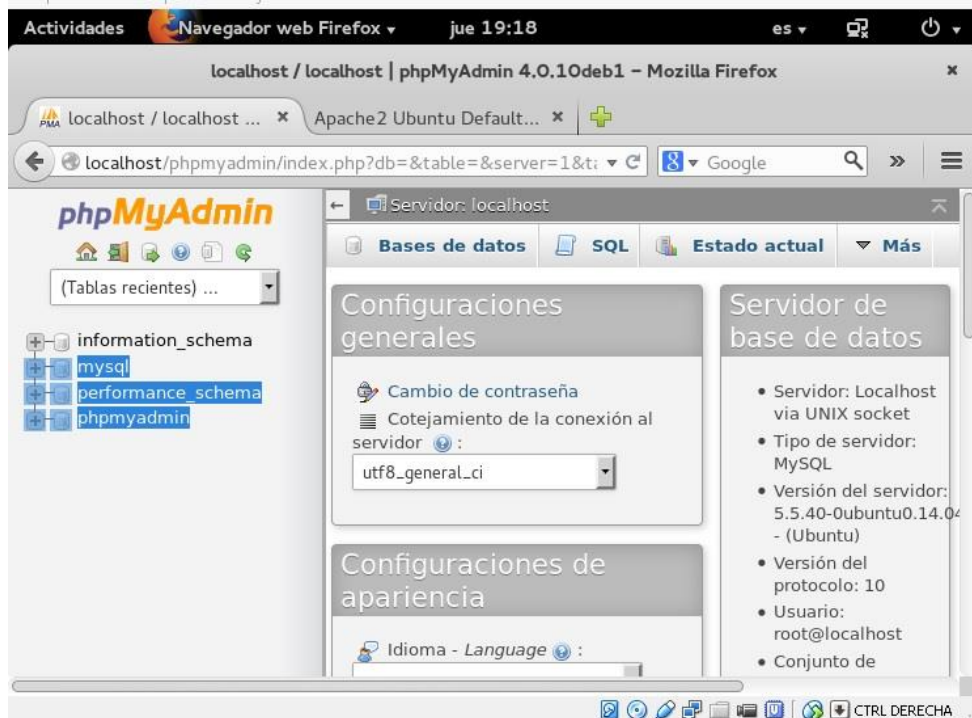 Actividades Navegador web Firefox jue 19:18 es
localhost / localhost | phpMyAdmin 4.0.10deb1 – Mozilla Firefox
PMA localhost / localhost ... Apache2 Ubuntu Default...
localhost/phpmyadmin/index.php?db=&table=&server=1&ta 8 Google
phpMyAdmin
(Tablas recientes) ...
information_schema
mysql
performance_schema
phpmyadmin
Servidor: localhost
Bases de datos SQL Estado actual Más
Configuraciones
generales
Cambio de contraseña
Cotejamiento de la conexión al
servidor :
utf8_general_ci
Configuraciones de
apariencia
Idioma - Language :
Servidor de
base de datos
Servidor: Localhost
via UNIX socket
Tipo de servidor:
MySQL
Versión del servidor:
5.5.40-0ubuntu0.14.04
- (Ubuntu)
Versión del
protocolo: 10
Usuario:
root@localhost
Conjunto de
CTRL DERECHA